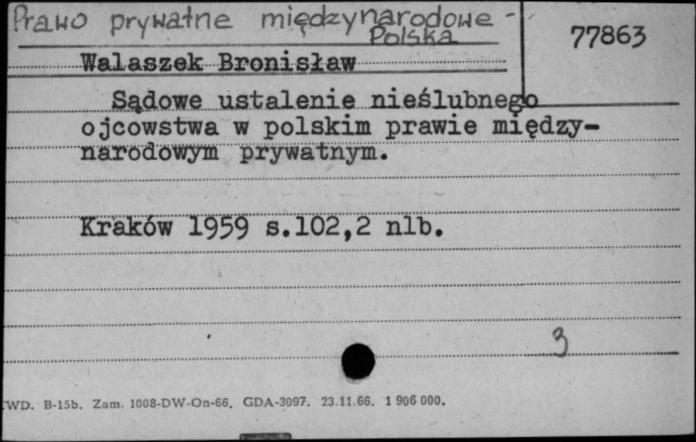 Prawo prywatne międzynarodowe -
Polska
77863
Walaszek Bronisław
Sądowe ustalenie nieślubnego
ojcowstwa w polskim prawie między-
narodowym prywatnym.
Kraków 1959 s.102,2 nlb.
3
WD. B-15b. Zam. 1008-DW-On-66. GDA-3097. 23.11.66. 1 906 000.